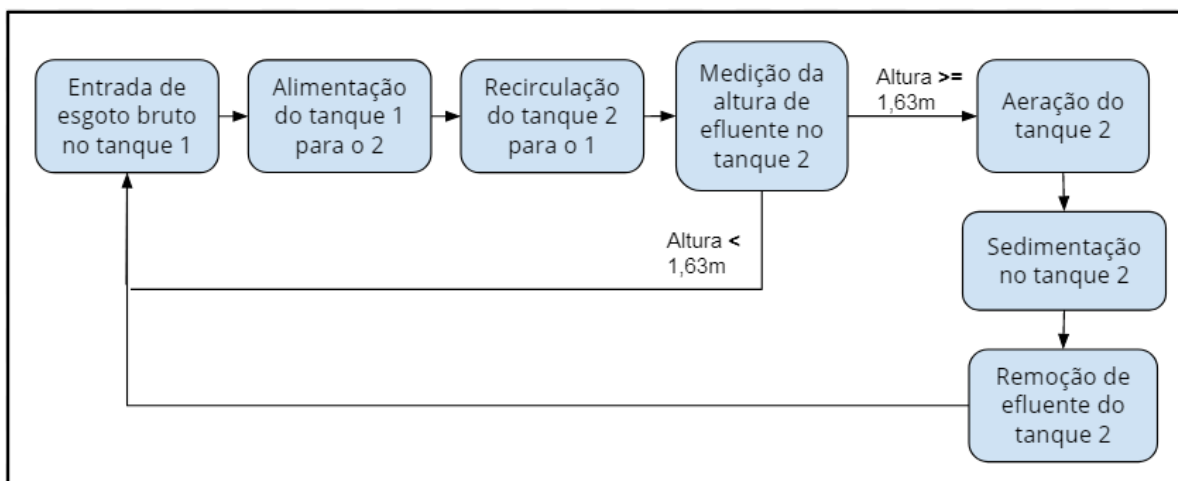 Entrada de
esgoto bruto
no tanque 1
Alimentação
do tanque 1
para o 2
Recirculação
do tanque 2
para o 1
Medição da
altura de
efluente no
tanque 2
Altura >=
1,63m
Aeração do
tanque 2
Altura <
1,63m
Sedimentação
no tanque 2
Remoção de
efluente do
tanque 2